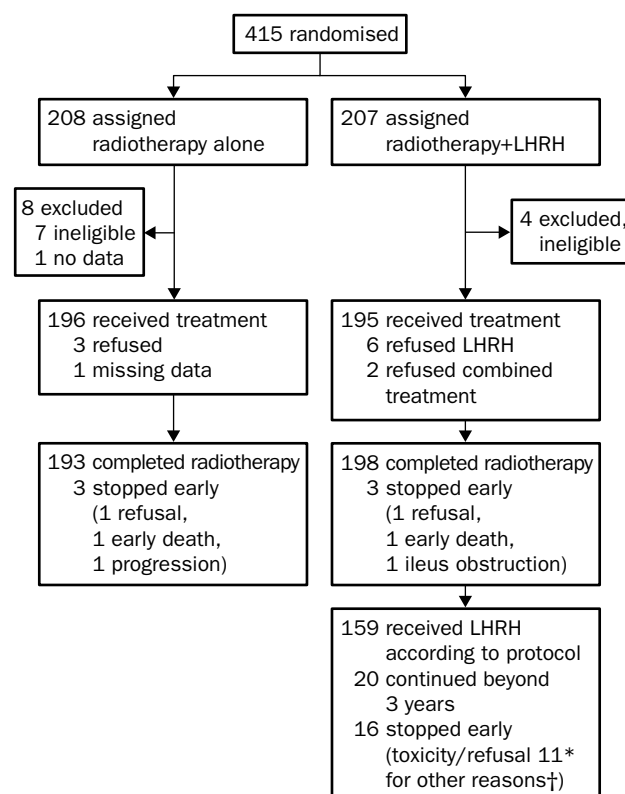 415 randomised
208 assigned
radiotherapy alone
207 assigned
radiotherapy+LHRH
8 excluded
7 ineligible
1 no data
4 excluded,
ineligible
196 received treatment
3 refused
1 missing data
195 received treatment
6 refused LHRH
2 refused combined
treatment
193 completed radiotherapy
3 stopped early
(1 refusal,
1 early death,
1 progression)
198 completed radiotherapy
3 stopped early
(1 refusal,
1 early death,
1 ileus obstruction)
159 received LHRH
according to protocol
20 continued beyond
3 years
16 stopped early
(toxicity/refusal 11*
for other reasons†)